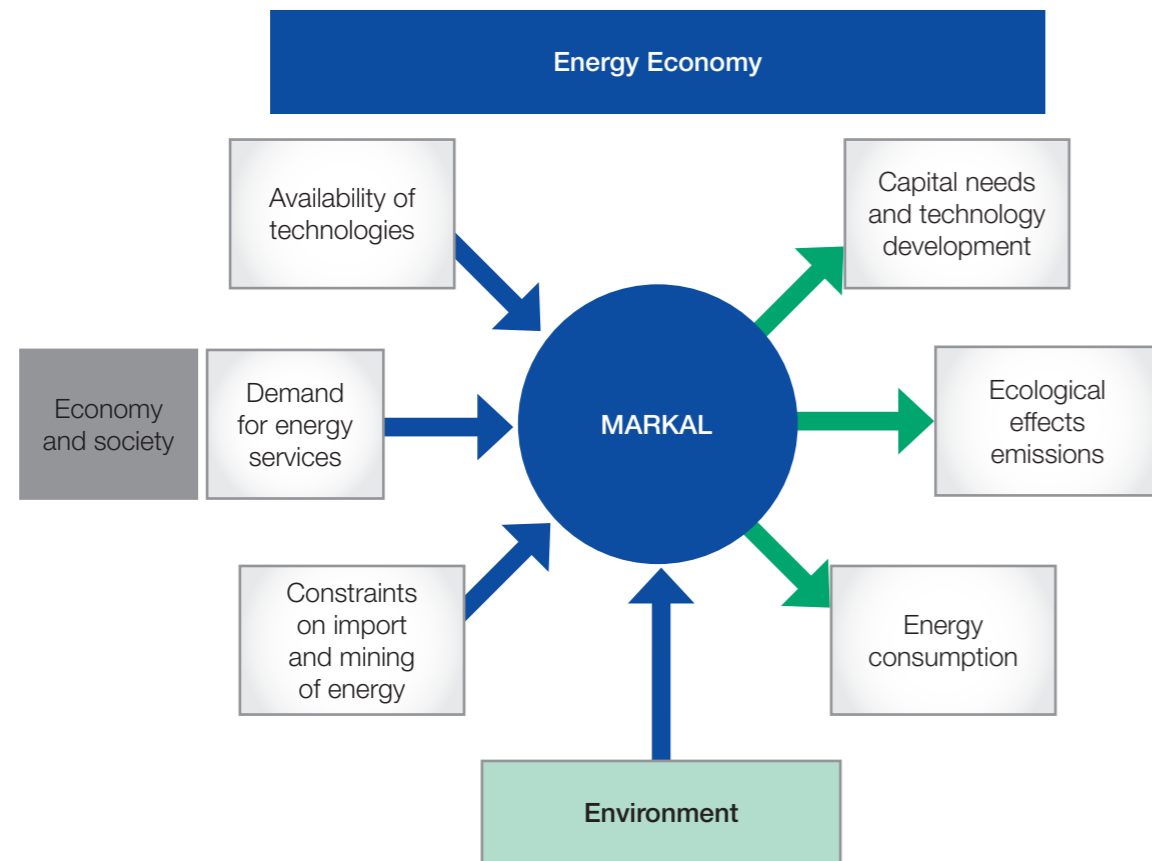 Energy Economy
Availability of
technologies
Capital needs
and technology
development
Economy
and society
Demand
for energy
services
MARKAL
Ecological
effects
emissions
Constraints
on import
and mining
of energy
Energy
consumption
Environment